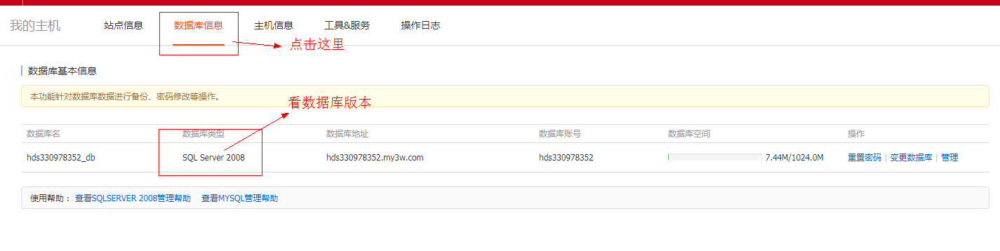 我的主机 站点信息 数据库信息 主机信息 工具&服务 操作日志
点击这里
数据库基本信息
本功能针对数据库数据进行备份、密码修改等操作。
看数据库版本
数据库名 数据库类型 数据库地址 数据库账号 数据库空间 操作
hds330978352_db SQL Server 2008 hds330978352.my3w.com hds330978352 7.44M/1024.0M 重置密码 | 变更数据库 | 管理
使用帮助： 查看SQLSERVER 2008管理帮助 查看MYSQL管理帮助